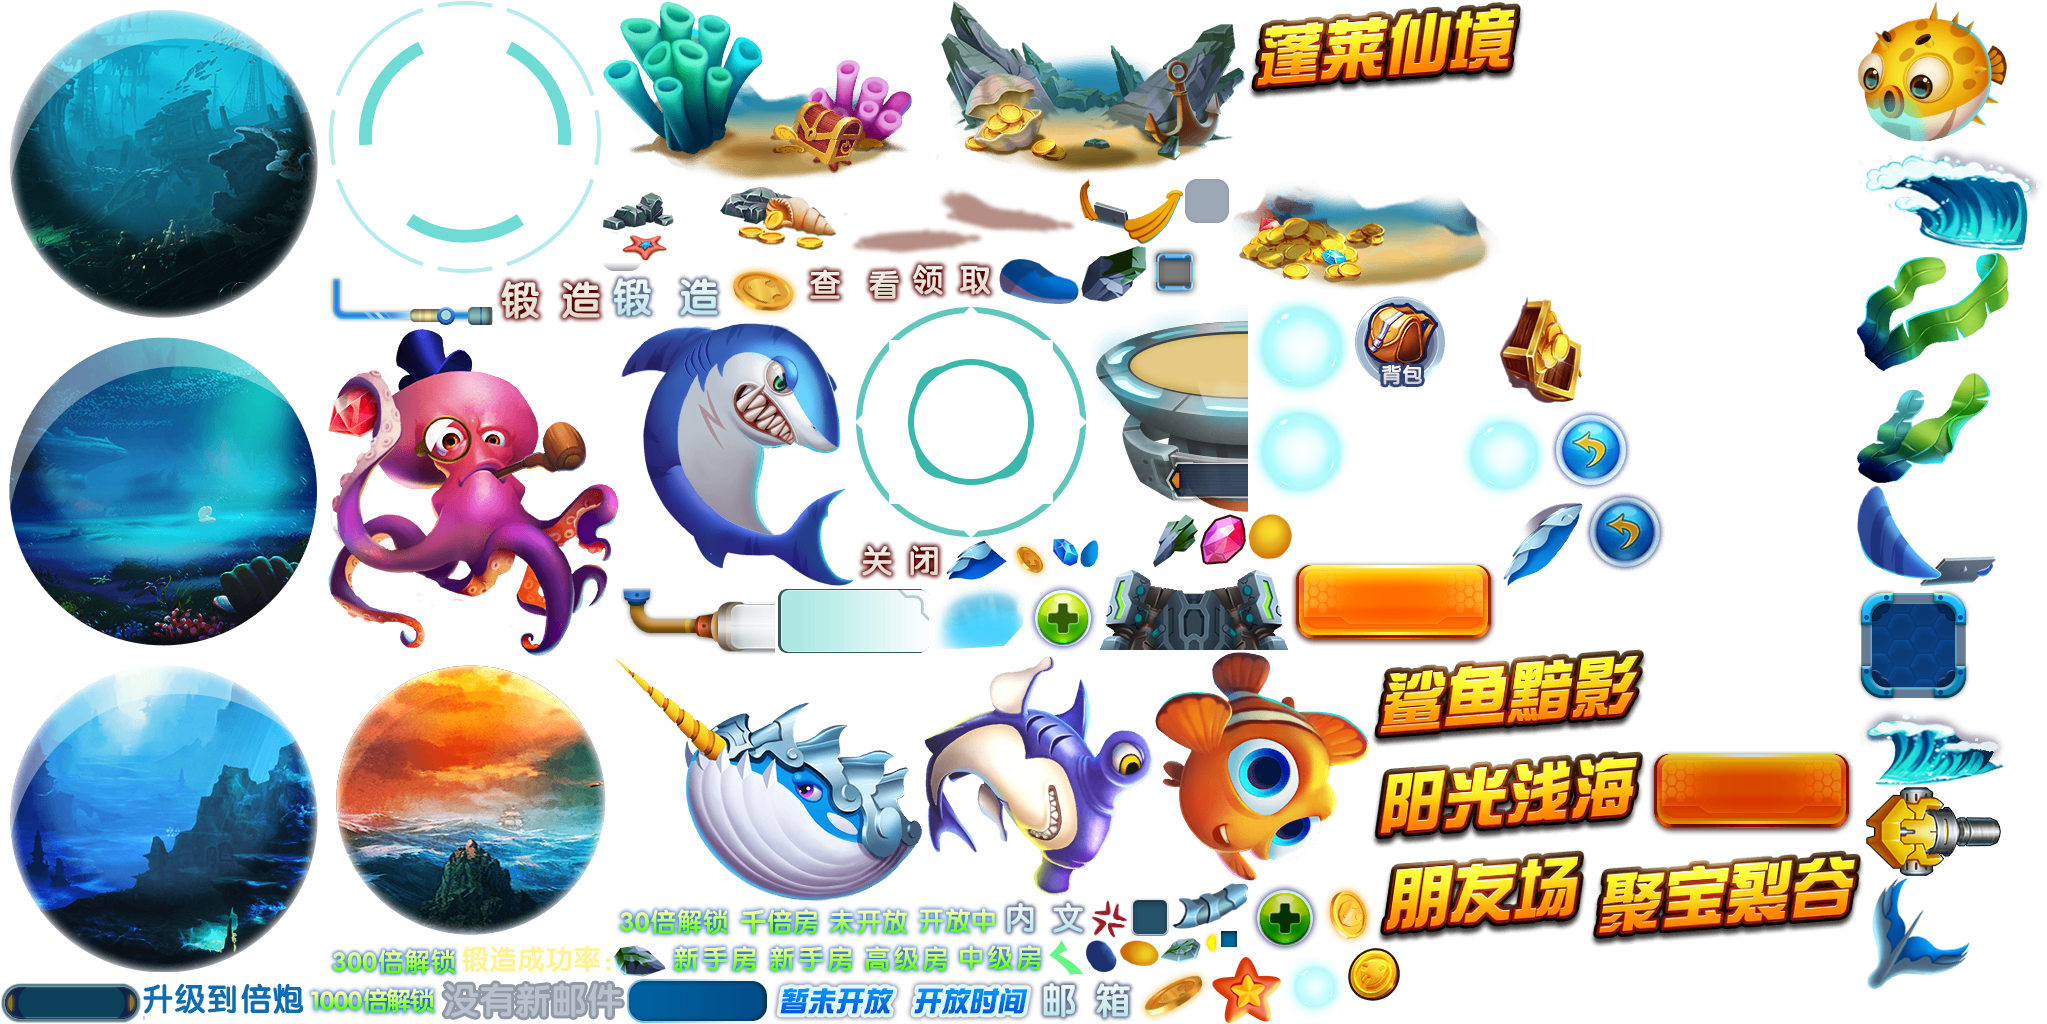 蓬莱仙境
锻 造
锻 造
查 看
领 取
背包
关 闭
鲨鱼黯影
阳光浅海
朋友场
聚宝裂谷
30倍解锁
千倍房
未开放
开放中
内 文
300倍解锁
锻造成功率:
新手房
新手房
高级房
中级房
升级到 倍炮
1000倍解锁
没有新邮件
暂未开放
开放时间
邮 箱